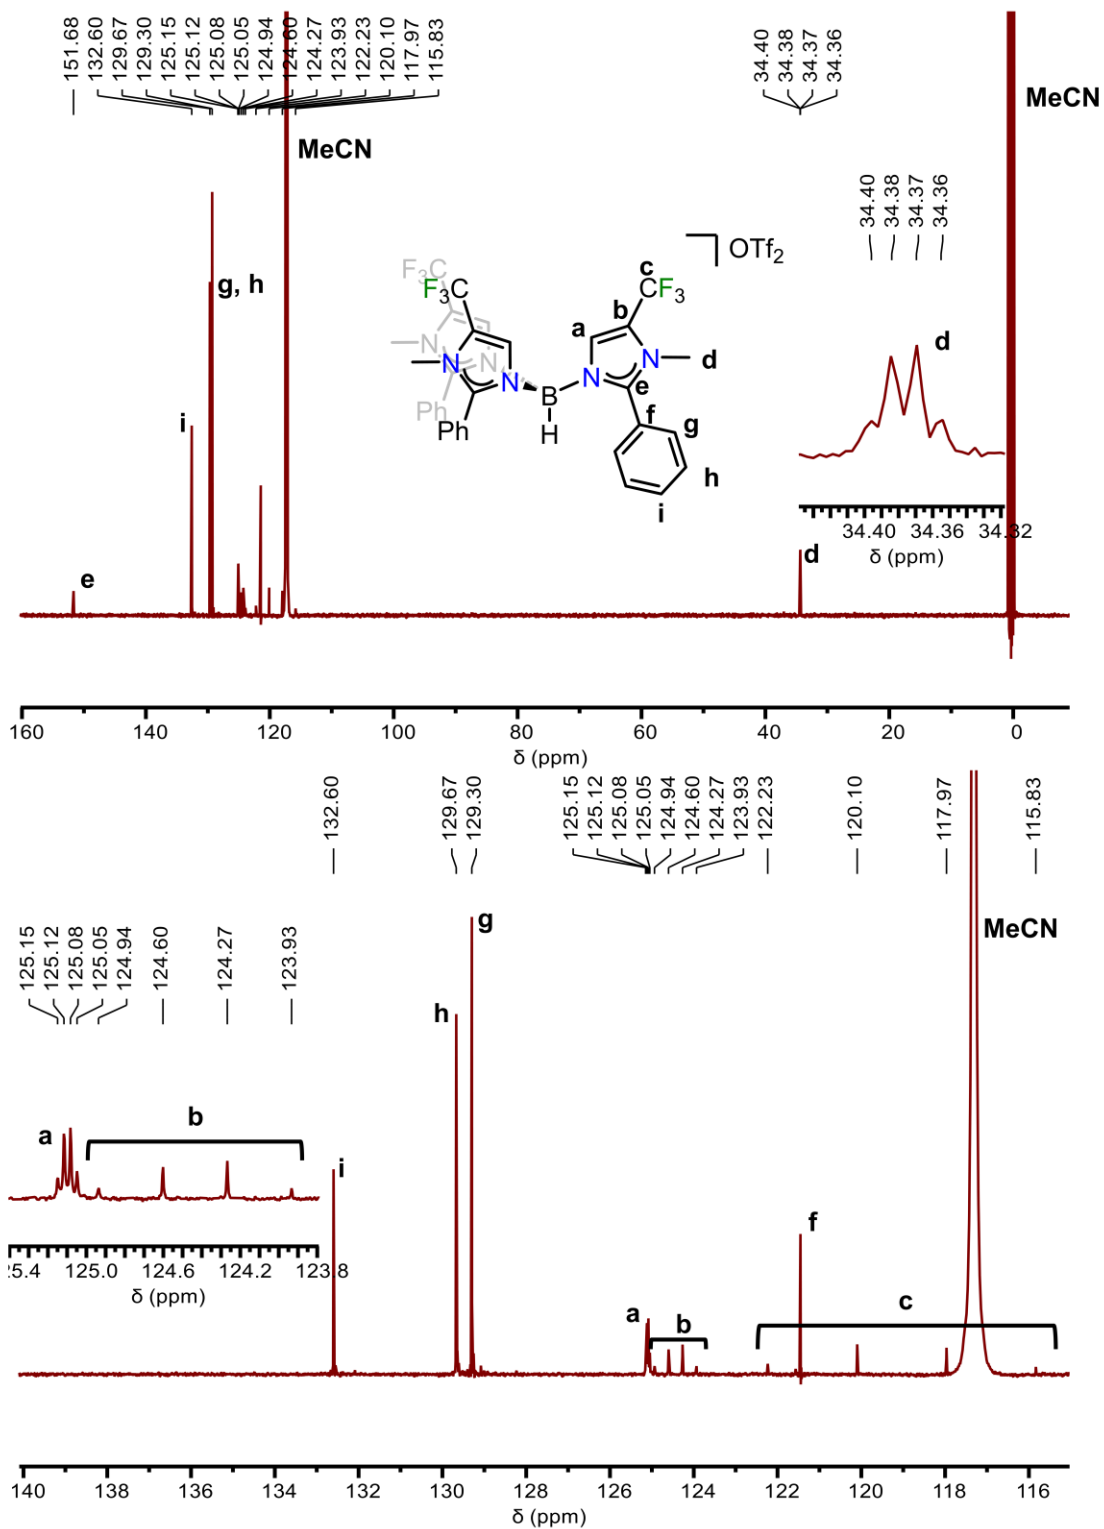 151.68
132.60
129.67
129.30
125.15
125.12
125.08
125.05
124.94
124.60
124.27
123.93
122.23
120.10
117.97
115.83
34.40
34.38
34.37
34.36
MeCN
MeCN
34.40
34.38
34.37
34.36
] OTf2
F3C
F3C
c
CF3
b
a
N
N
N
N
N
N
d
e
B
H
Ph
Ph
f
g
h
i
g, h
i
e
d
d
34.40 34.36 34.32
δ (ppm)
160 140 120 100 80 60 40 20 0
δ (ppm)
132.60
129.67
129.30
125.15
125.12
125.08
125.05
124.94
124.60
124.27
123.93
122.23
120.10
117.97
115.83
MeCN
g
h
i
125.15
125.12
125.08
125.05
124.94
124.60
124.27
123.93
a
b
25.4 125.0 124.6 124.2 123.8
δ (ppm)
a
b
f
c
140 138 136 134 132 130 128 126 124 122 120 118 116
δ (ppm)